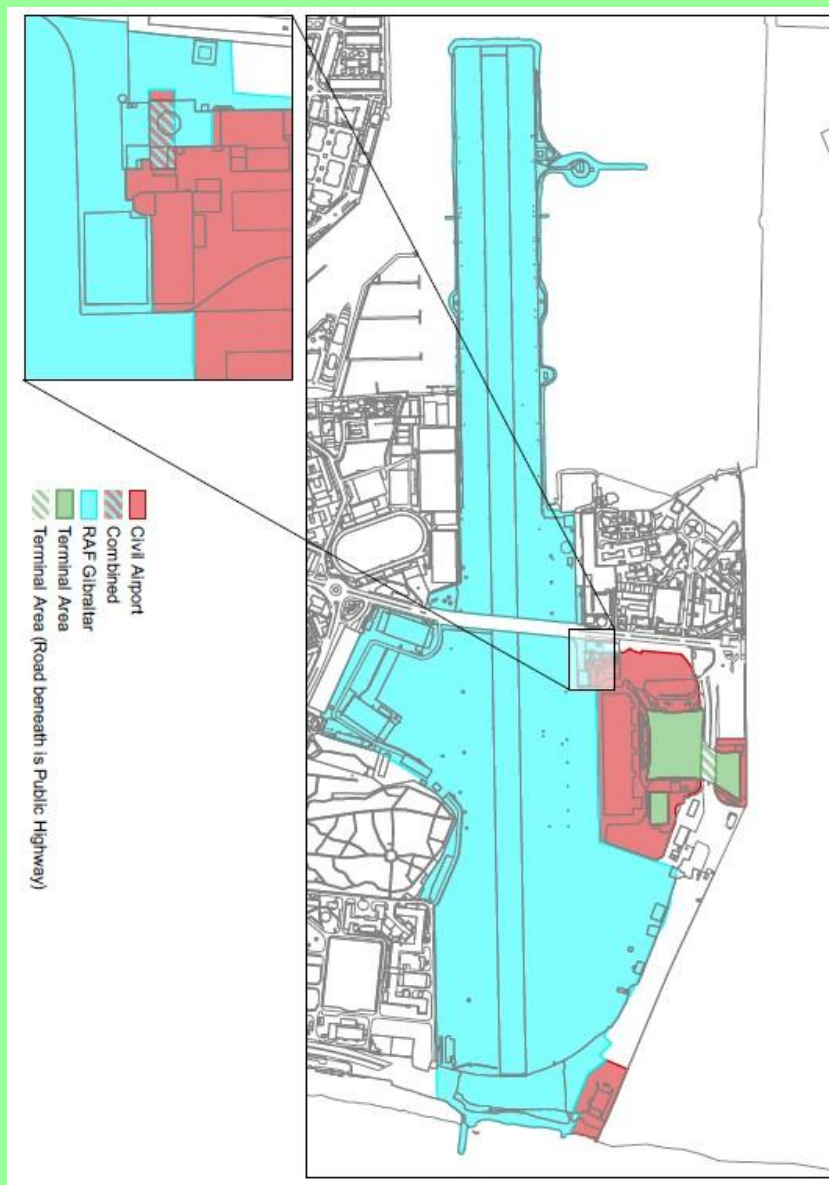 Civil Airport
Combined
RAF Gibraltar
Terminal Area
Terminal Area (Road beneath is Public Highway)